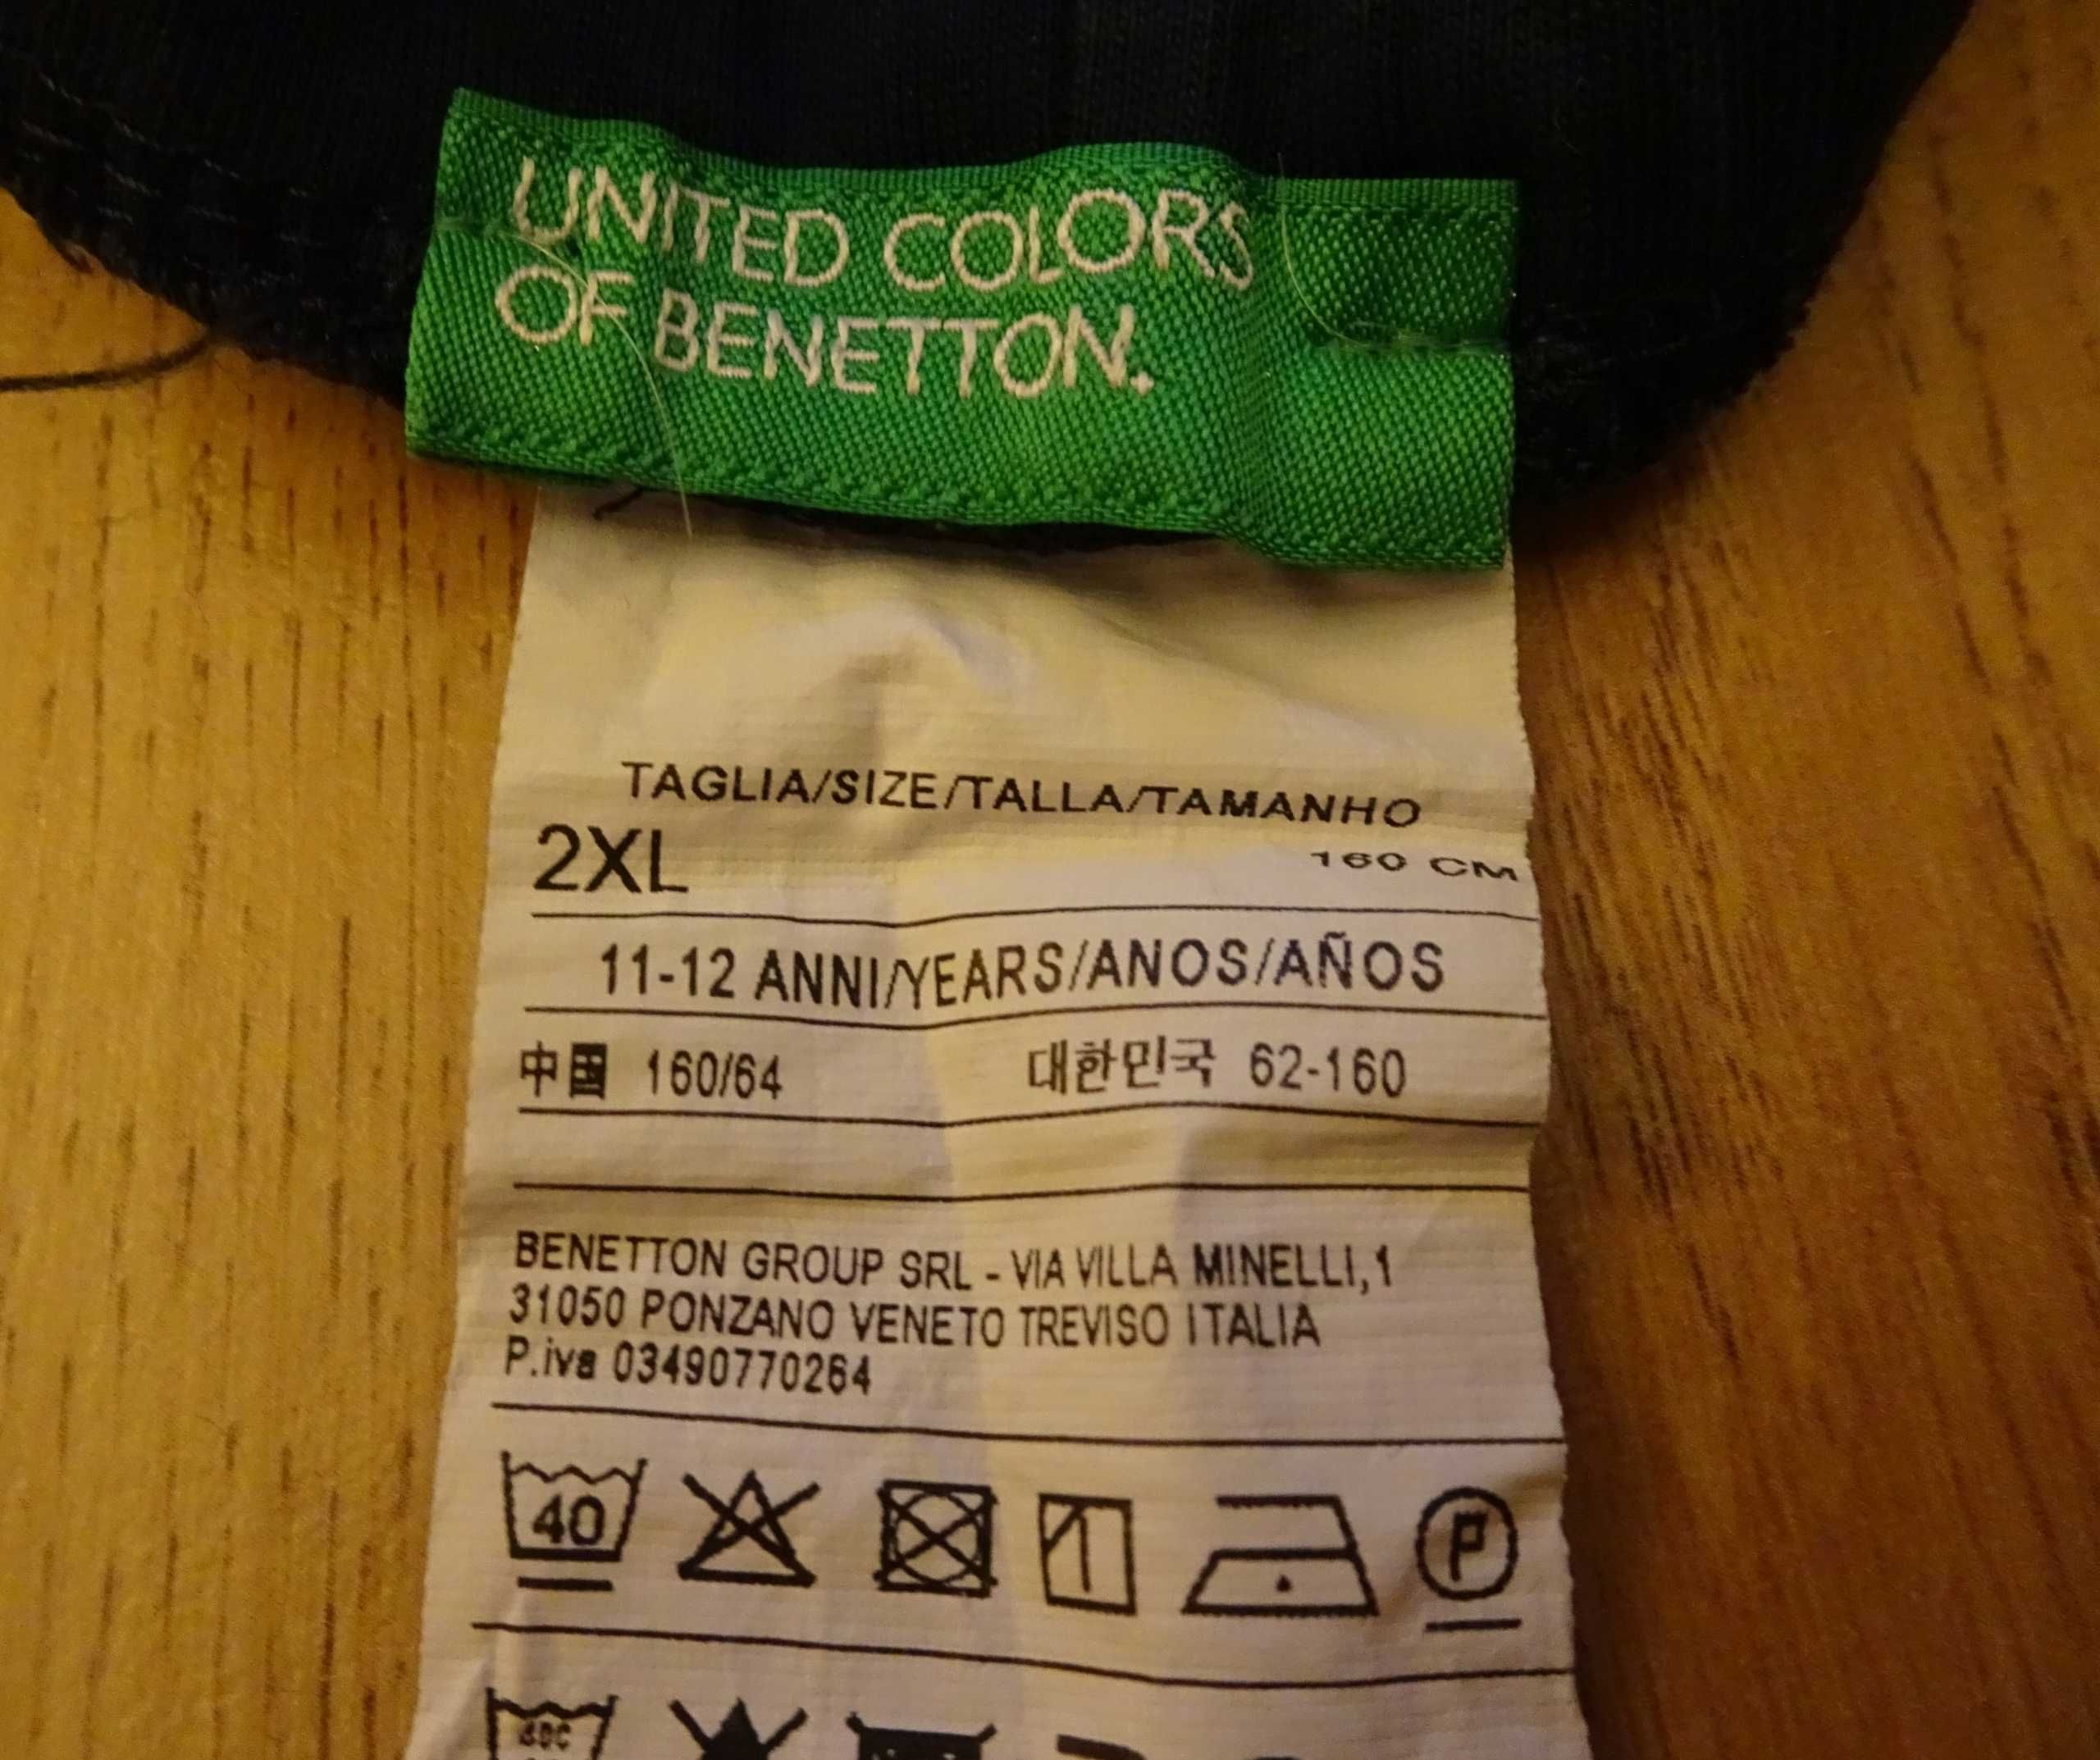 UNITED COLORS
OF BENETTON.
TAGLIA/SIZE/TALLA/TAMANHO
2XL 160 CM
11-12 ANNI/YEARS/ANOS/AÑOS
中国 160/64 대한민국 62-160
BENETTON GROUP SRL - VIA VILLA MINELLI,1
31050 PONZANO VENETO TREVISO ITALIA
P.iva 03490770264
40
P